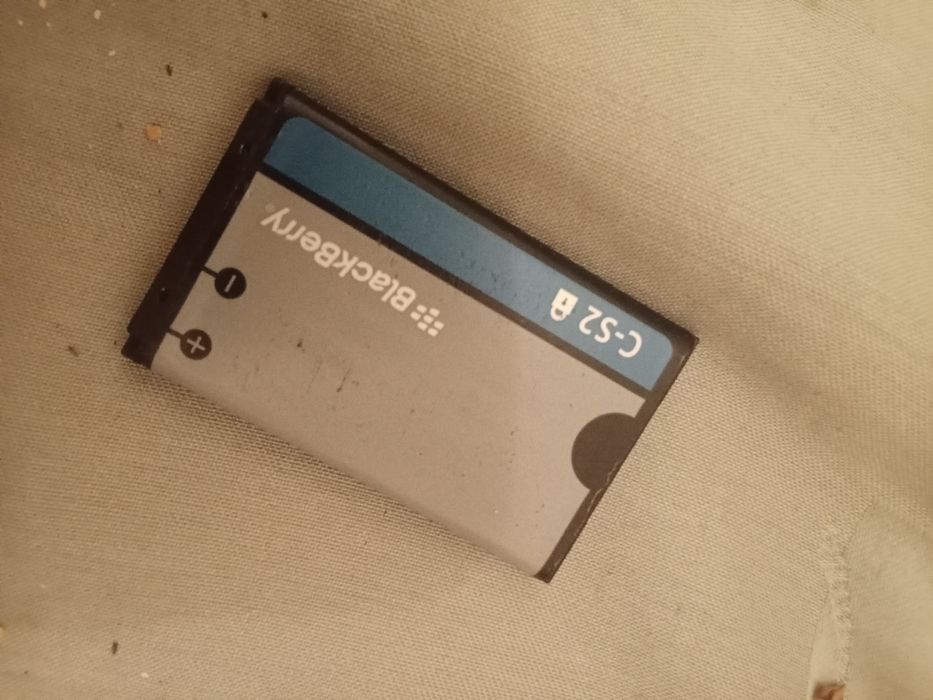 C-S2
BlackBerry
+
-